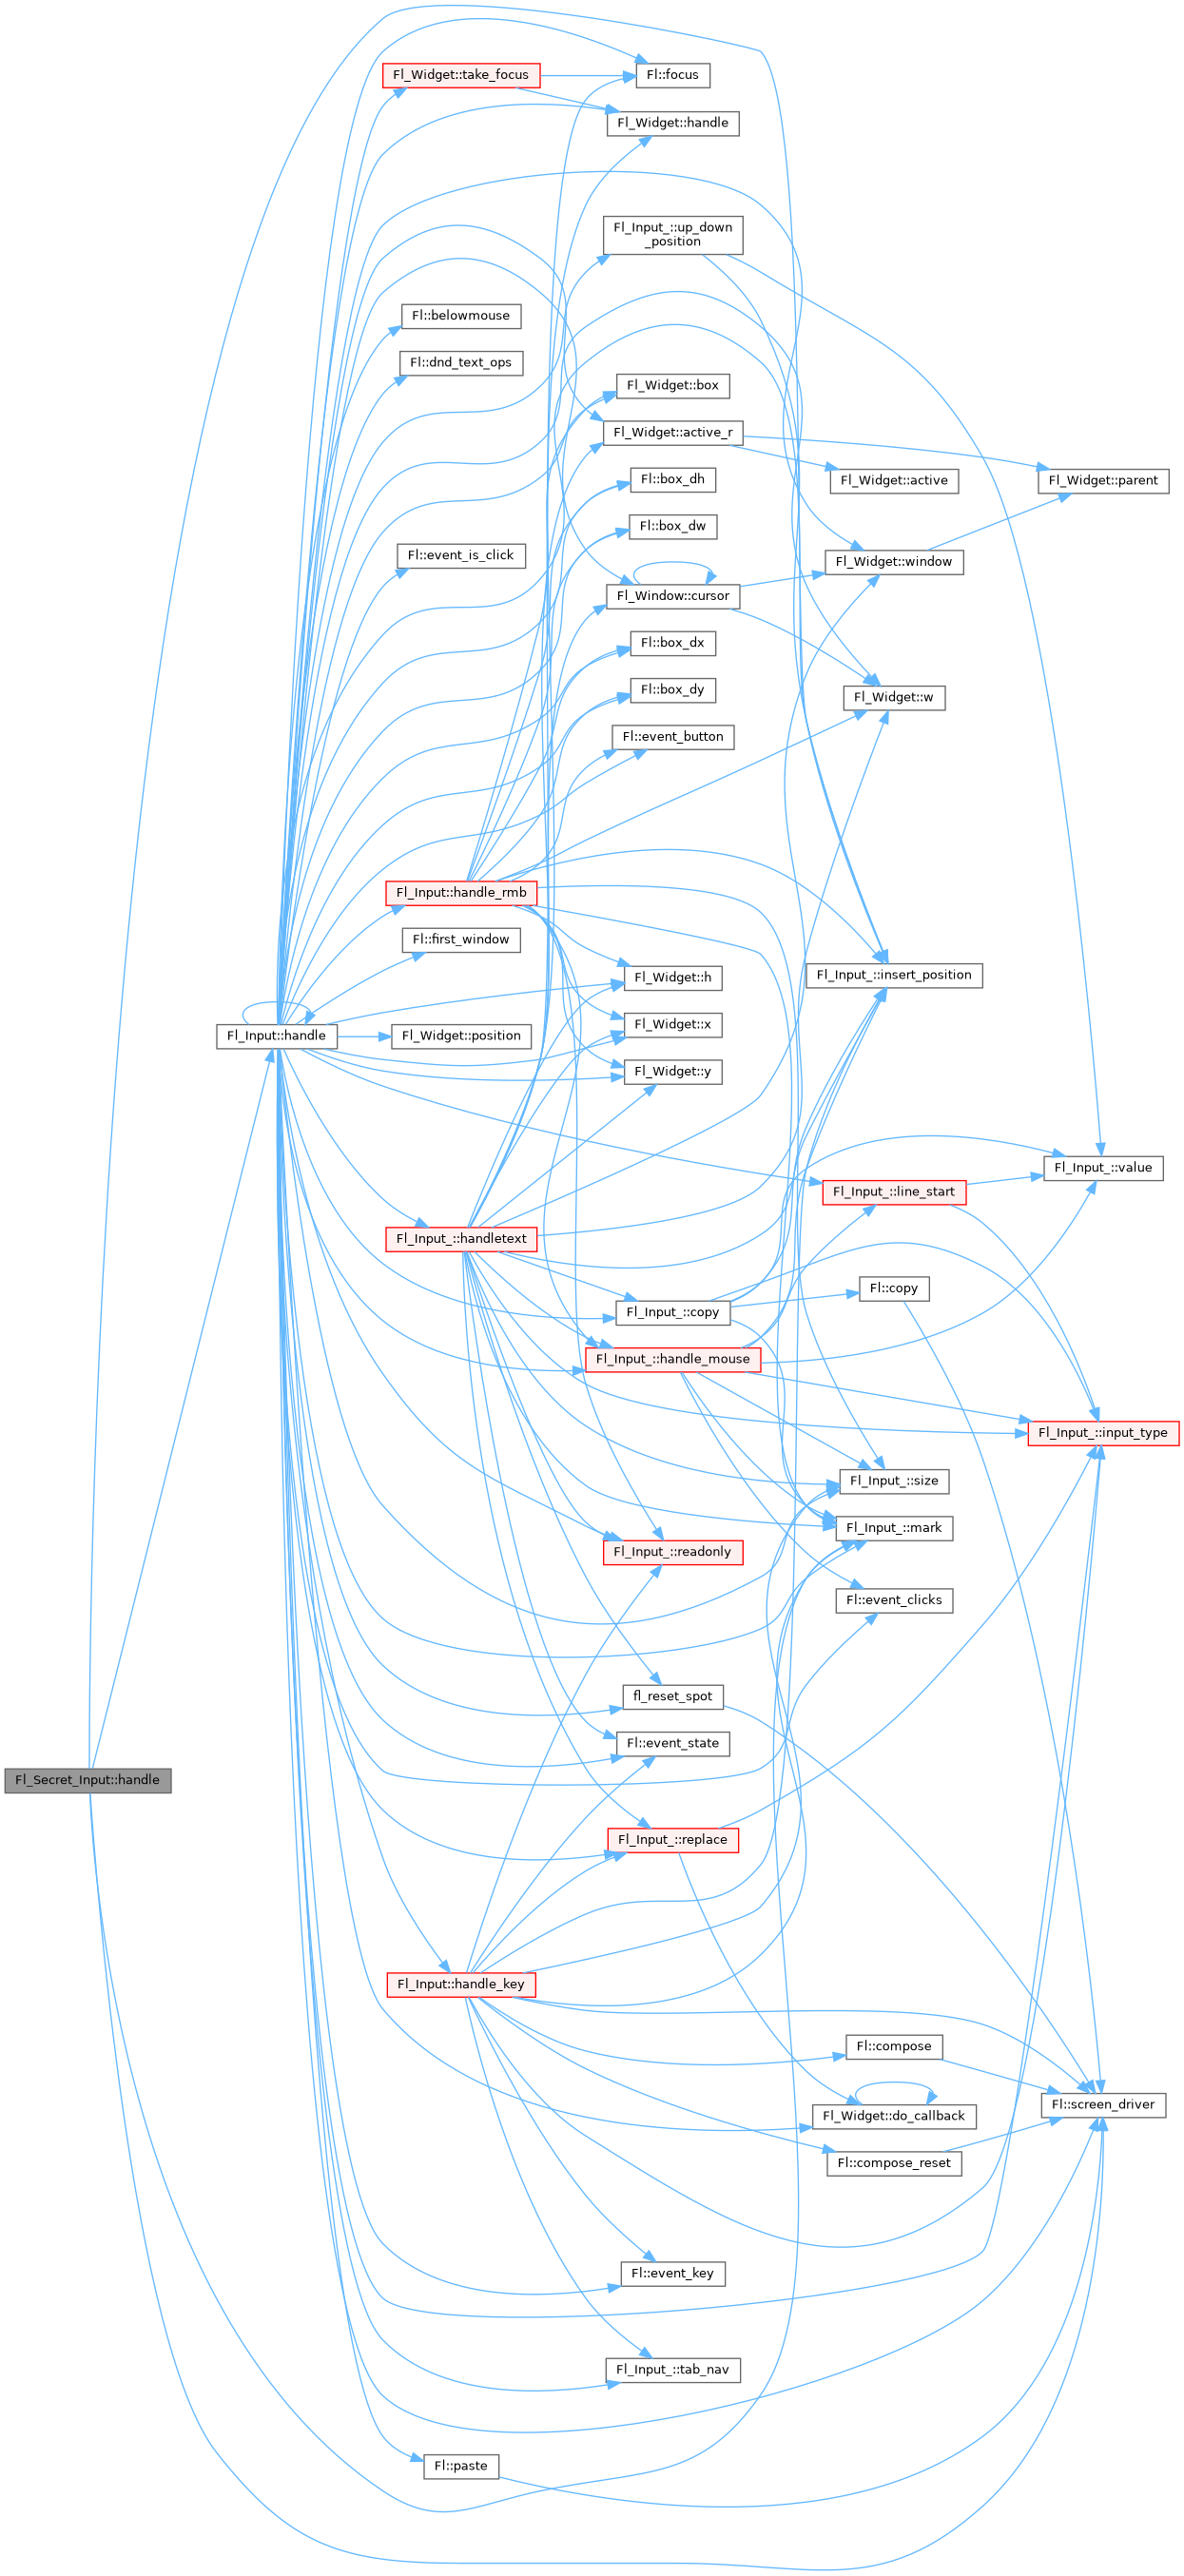 Fl_Widget::take_focus
Fl::focus
Fl_Widget::handle
Fl_Input_::up_down
_position
Fl::belowmouse
Fl::dnd_text_ops
Fl_Widget::box
Fl_Widget::active_r
Fl::box_dh
Fl_Widget::active
Fl_Widget::parent
Fl::box_dw
Fl::event_is_click
Fl_Widget::window
Fl_Window::cursor
Fl::box_dx
Fl::box_dy
Fl_Widget::w
Fl::event_button
Fl_Input::handle_rmb
Fl::first_window
Fl_Widget::h
Fl_Input_::insert_position
Fl_Widget::x
Fl_Input::handle
Fl_Widget::position
Fl_Widget::y
Fl_Input_::value
Fl_Input_::line_start
Fl_Input_::handletext
Fl::copy
Fl_Input_::copy
Fl_Input_::handle_mouse
Fl_Input_::input_type
Fl_Input_::size
Fl_Input_::mark
Fl_Input_::readonly
Fl::event_clicks
fl_reset_spot
Fl::event_state
Fl_Secret_Input::handle
Fl_Input_::replace
Fl_Input::handle_key
Fl::compose
Fl::screen_driver
Fl_Widget::do_callback
Fl::compose_reset
Fl::event_key
Fl_Input_::tab_nav
Fl::paste